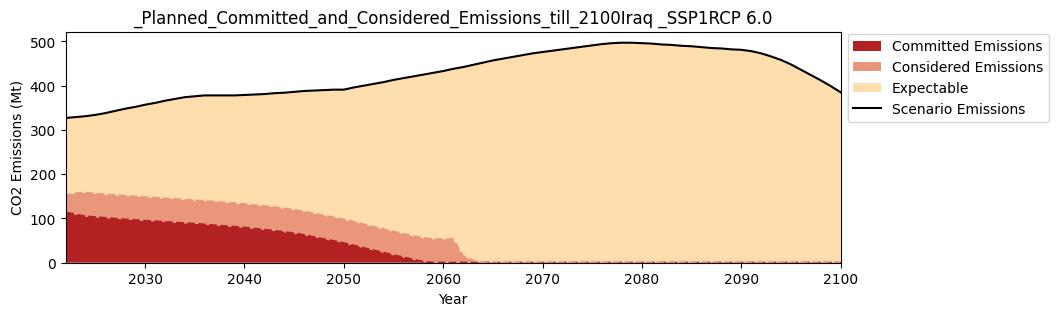 _Planned_Committed_and_Considered_Emissions_till_2100Iraq _SSP1RCP 6.0
500
400
300
200
100
0
CO2 Emissions (Mt)
2030 2040 2050 2060 2070 2080 2090 2100
Year
Committed Emissions
Considered Emissions
Expectable
Scenario Emissions